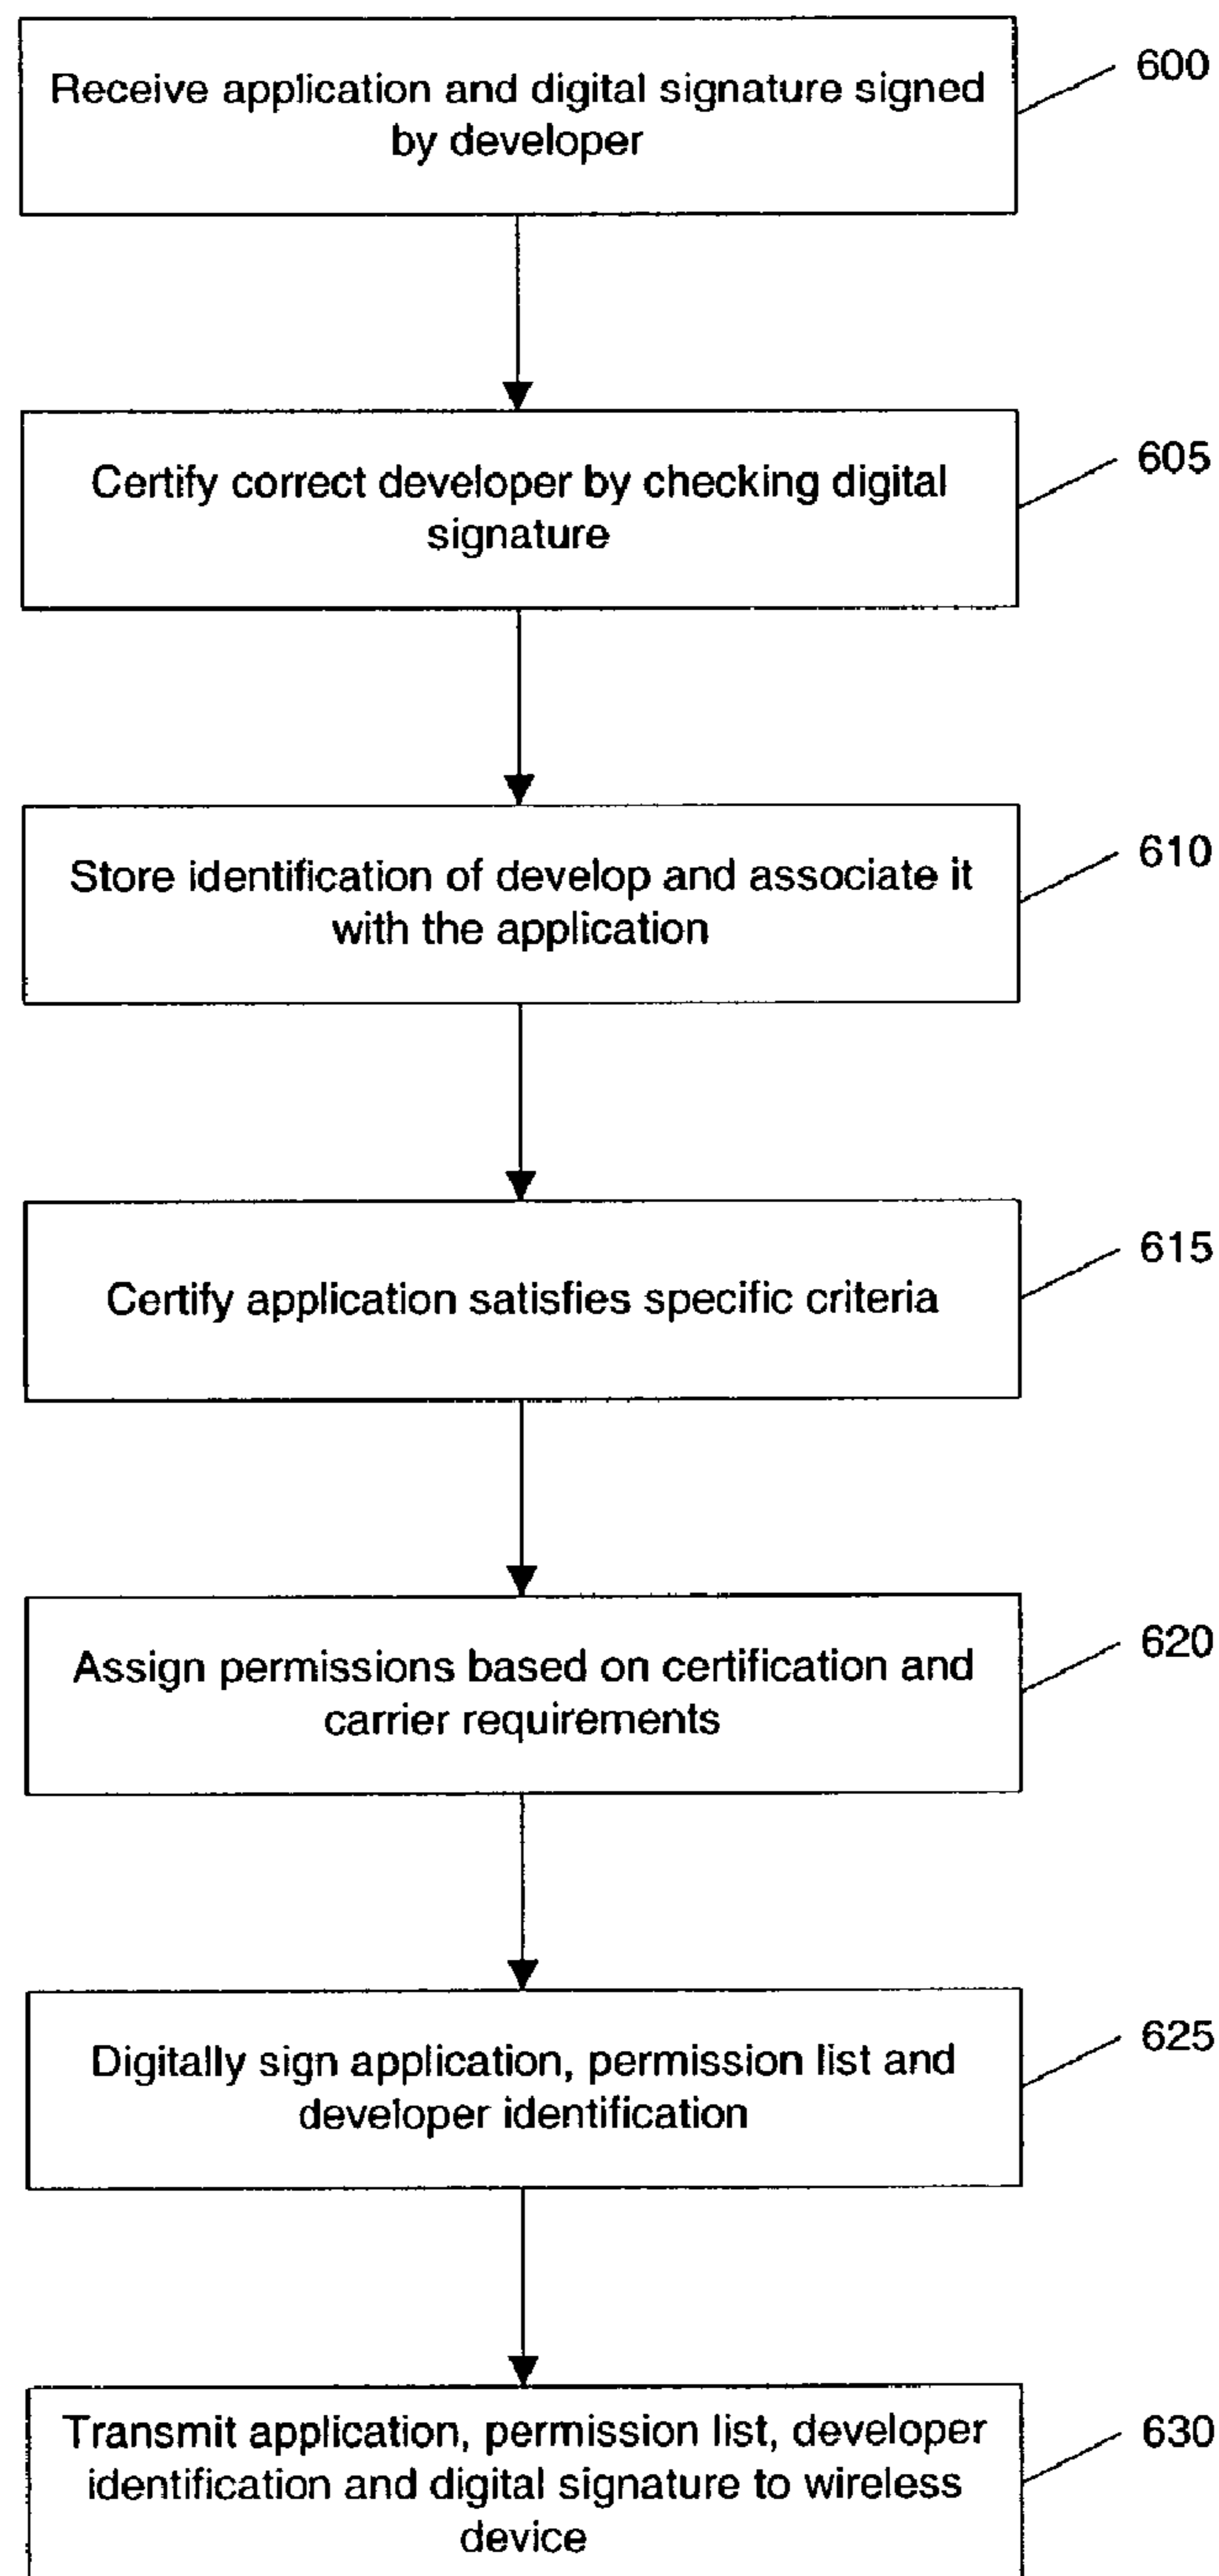 Receive application and digital signature signed
by developer
600
Certify correct developer by checking digital
signature
605
Store identification of develop and associate it
with the application
610
Certify application satisfies specific criteria
615
Assign permissions based on certification and
carrier requirements
620
Digitally sign application, permission list and
developer identification
625
Transmit application, permission list, developer
identification and digital signature to wireless
device
630